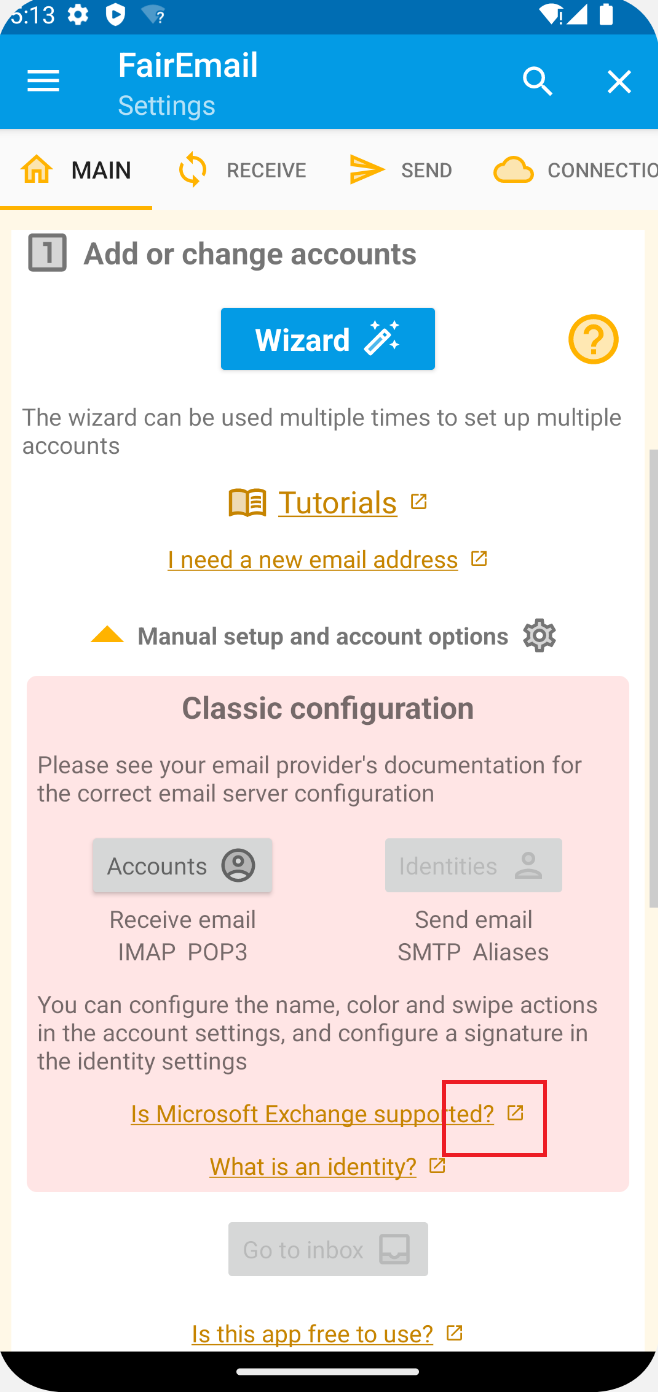 5:13
FairEmail
Settings
MAIN RECEIVE SEND CONNECTIO
1 Add or change accounts
Wizard
?
The wizard can be used multiple times to set up multiple
accounts
Tutorials
I need a new email address
Manual setup and account options
Classic configuration
Please see your email provider's documentation for
the correct email server configuration
Accounts Identities
Receive email Send email
IMAP POP3 SMTP Aliases
You can configure the name, color and swipe actions
in the account settings, and configure a signature in
the identity settings
Is Microsoft Exchange supported?
What is an identity?
Go to inbox
Is this app free to use?